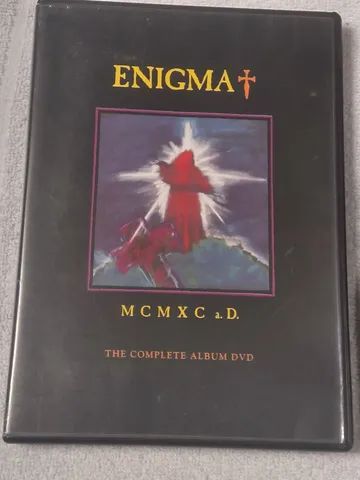 ENIGMA
MCMXC a.D.
THE COMPLETE ALBUM DVD